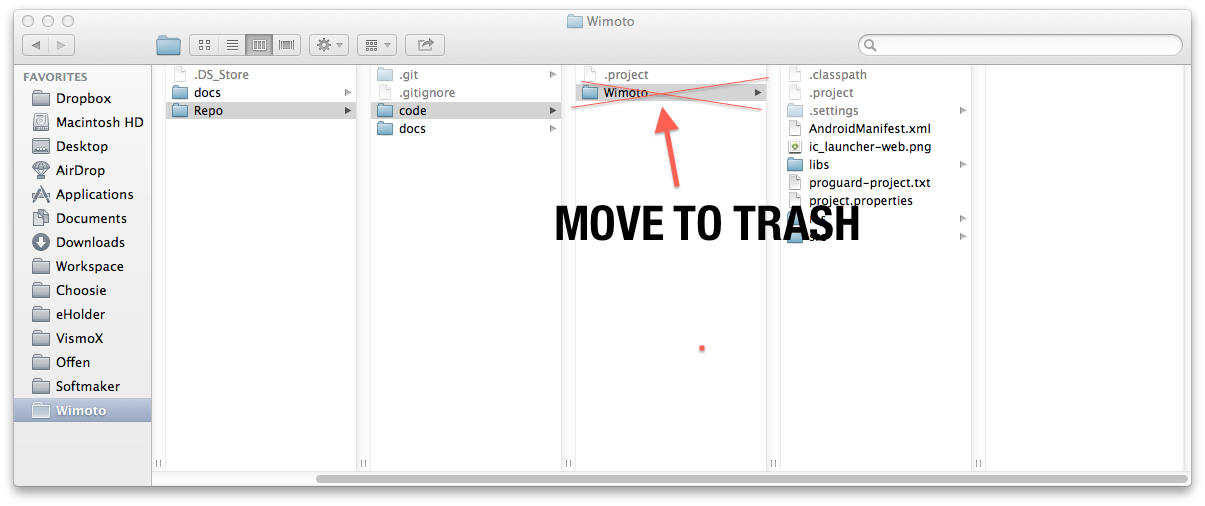 Wimoto
FAVORITES
Dropbox
Macintosh HD
Desktop
AirDrop
Applications
Documents
Downloads
Workspace
Choosie
eHolder
VismoX
Offen
Softmaker
Wimoto
.DS_Store
docs
Repo
.git
.gitignore
code
docs
.project
Wimoto
MOVE TO TRASH
.classpath
.project
.settings
AndroidManifest.xml
ic_launcher-web.png
libs
proguard-project.txt
project.properties